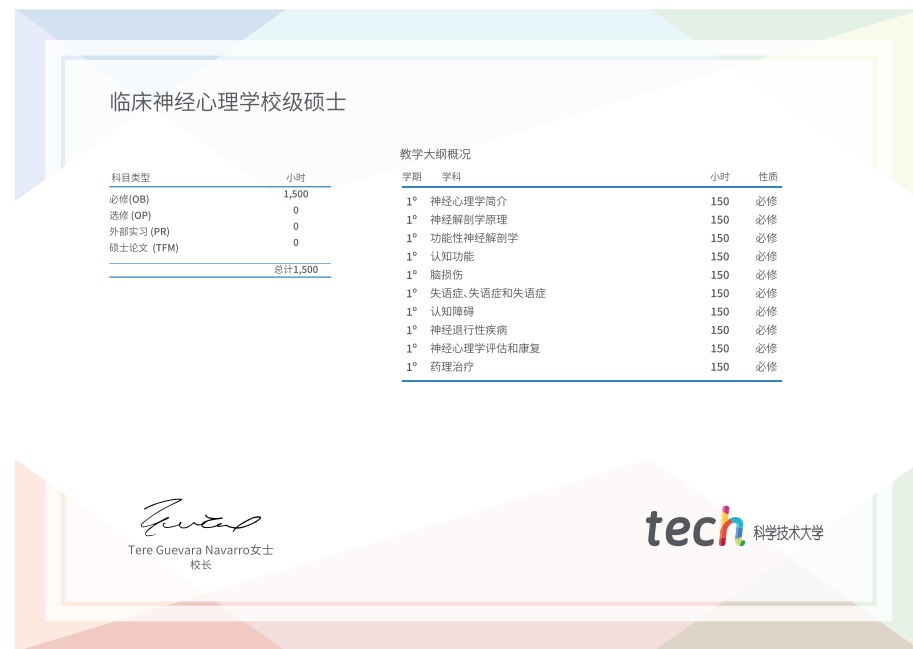 临床神经心理学校级硕士
科目类型 小时
必修(OB) 1,500
选修 (OP) 0
外部实习 (PR) 0
硕士论文 (TFM) 0
总计1,500
教学大纲概况
学期 学科 小时 性质
1º 神经心理学简介 150 必修
1º 神经解剖学原理 150 必修
1º 功能性神经解剖学 150 必修
1º 认知功能 150 必修
1º 脑损伤 150 必修
1º 失语症、失语症和失语症 150 必修
1º 认知障碍 150 必修
1º 神经退行性疾病 150 必修
1º 神经心理学评估和康复 150 必修
1º 药理治疗 150 必修
Tere Guevara Navarro女士
校长
tech 科学技术大学